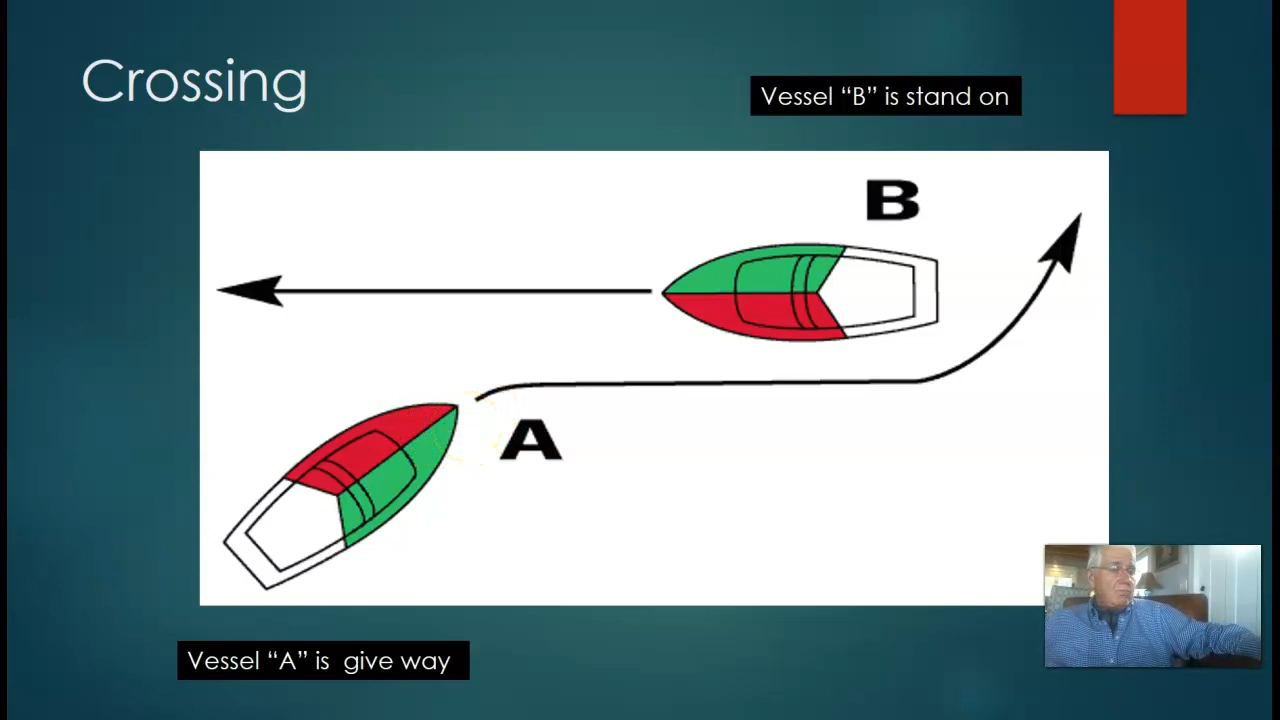 Crossing
Vessel “B” is stand on
B
A
Vessel “A” is  give way